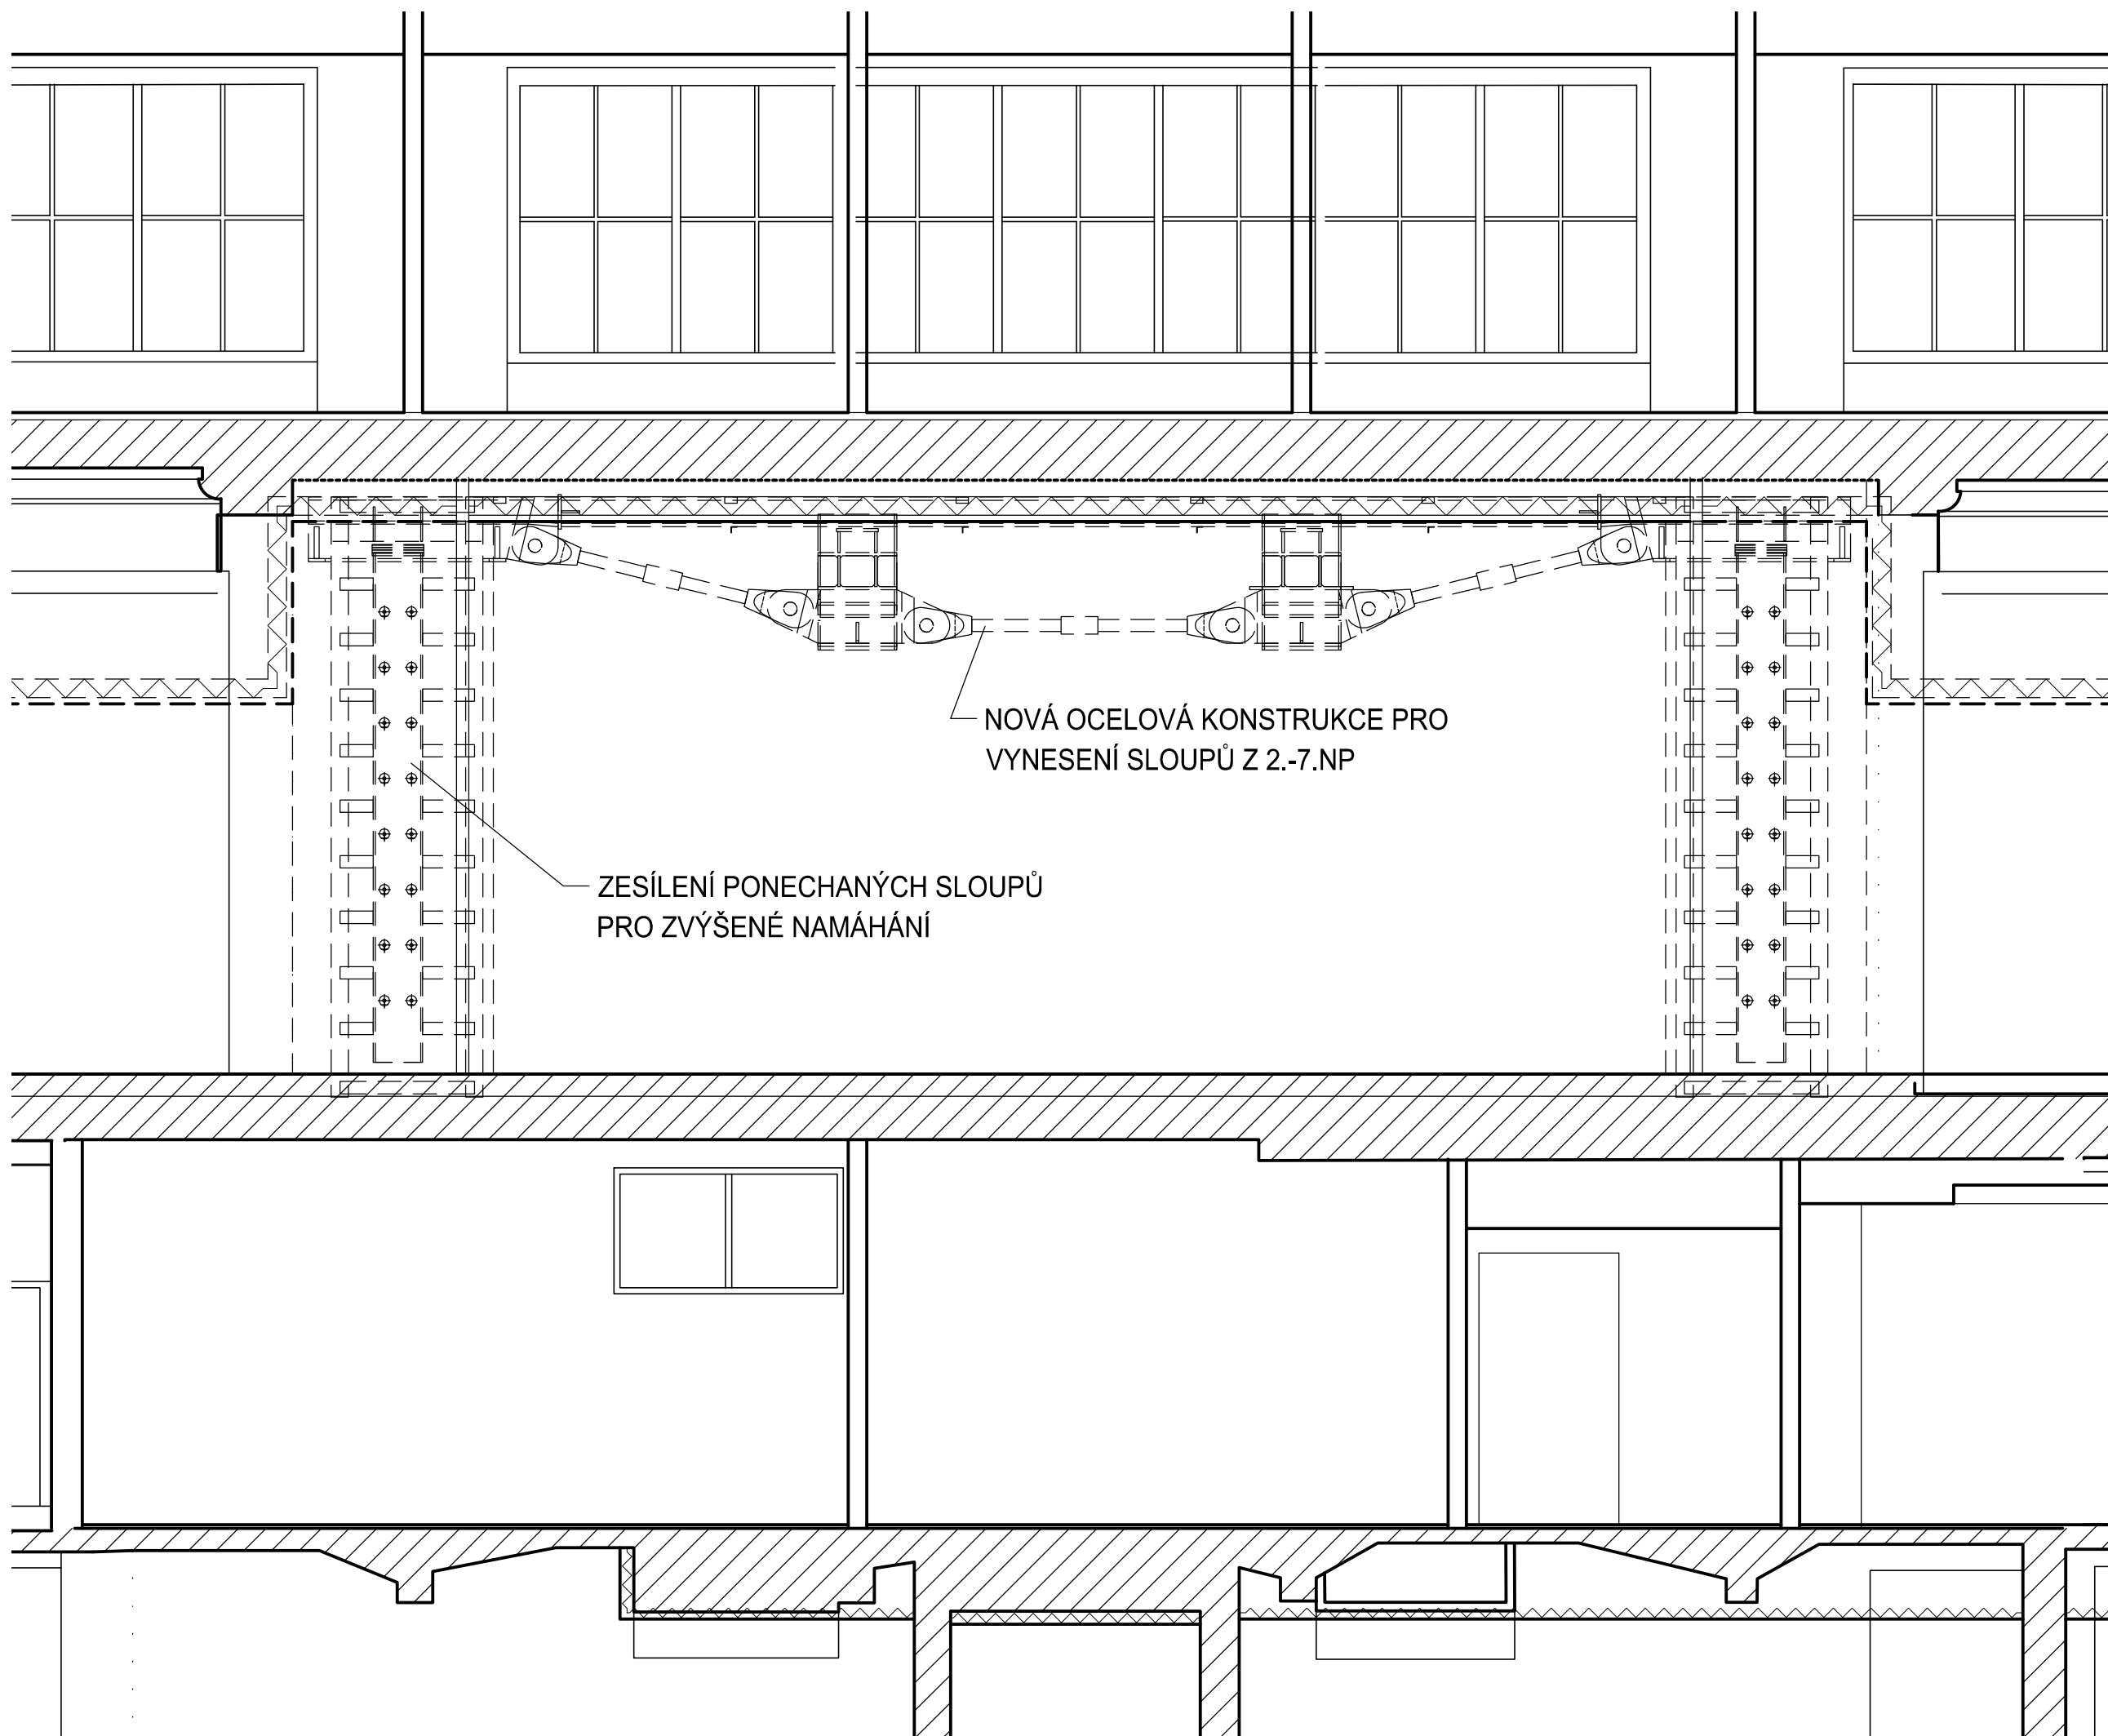 NOVÁ OCELOVÁ KONSTRUKCE PRO
VYNESENÍ SLOUPŮ Z 2.-7.NP
ZESÍLENÍ PONECHANÝCH SLOUPŮ
PRO ZVÝŠENÉ NAMÁHÁNÍ